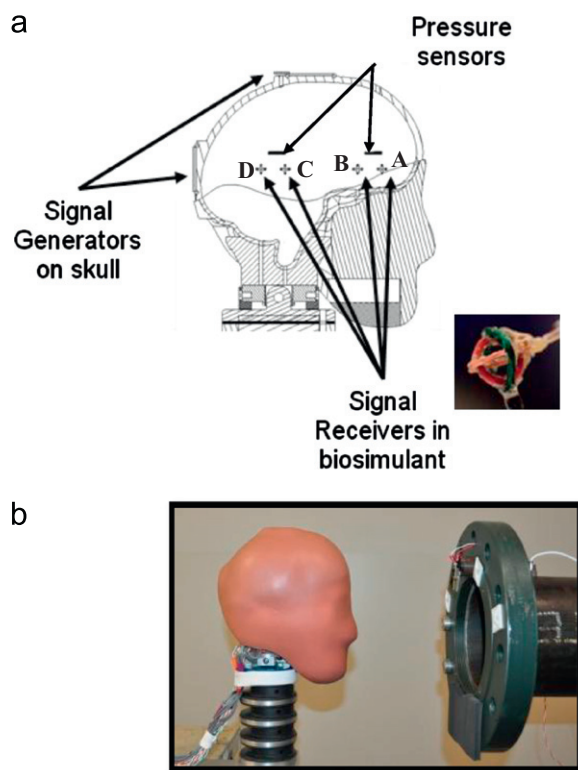 a
Pressure
sensors
D C B A
Signal
Generators
on skull
Signal
Receivers in
biosimulant
b